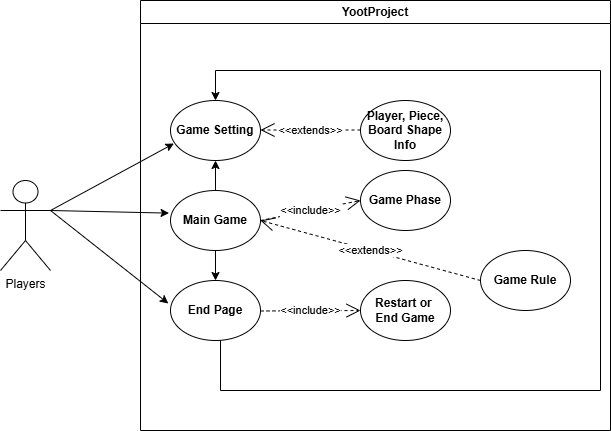 YootProject
Game Setting
<<extends>>
Player, Piece,
Board Shape
Info
Main Game
<<include>>
Game Phase
<<extends>>
Game Rule
Players
End Page
<<include>>
Restart or
End Game